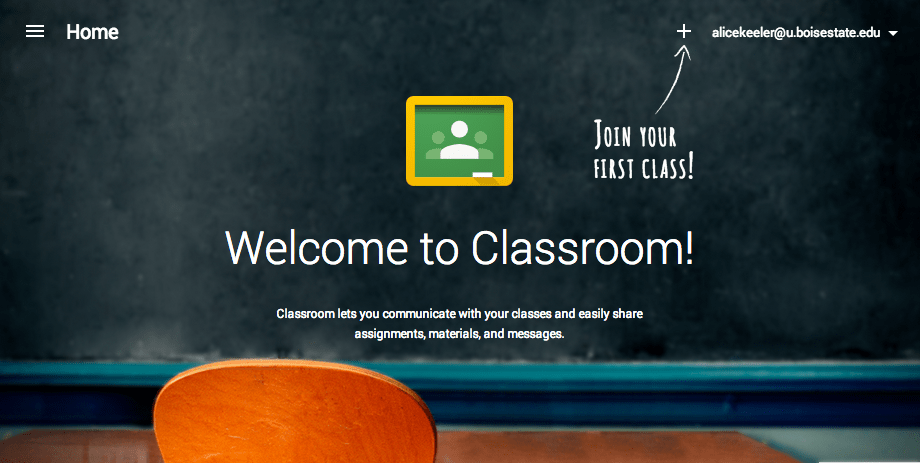 Home
alicekeeler@u.boisestate.edu
Join your
first class!
Welcome to Classroom!
Classroom lets you communicate with your classes and easily share
assignments, materials, and messages.